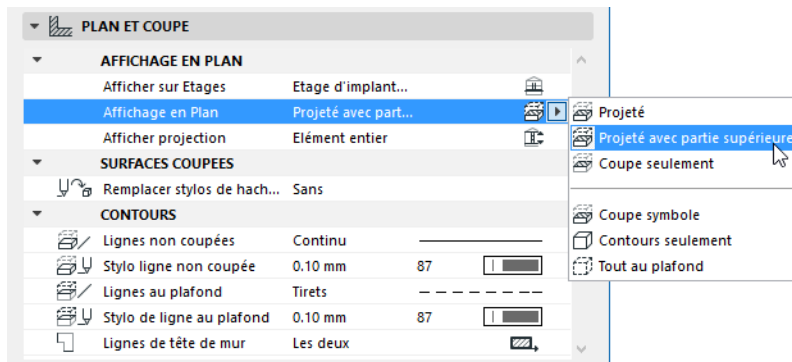 PLAN ET COUPE
AFFICHAGE EN PLAN
Afficher sur Etages Etage d'implant...
Affichage en Plan Projeté avec part...
Afficher projection Elément entier
SURFACES COUPEES
Remplacer stylos de hach... Sans
CONTOURS
Lignes non coupées Continu
Stylo ligne non coupée 0.10 mm 87
Lignes au plafond Tirets
Stylo de ligne au plafond 0.10 mm 87
Lignes de tête de mur Les deux
Projeté
Projeté avec partie supérieure
Coupe seulement
Coupe symbole
Contours seulement
Tout au plafond